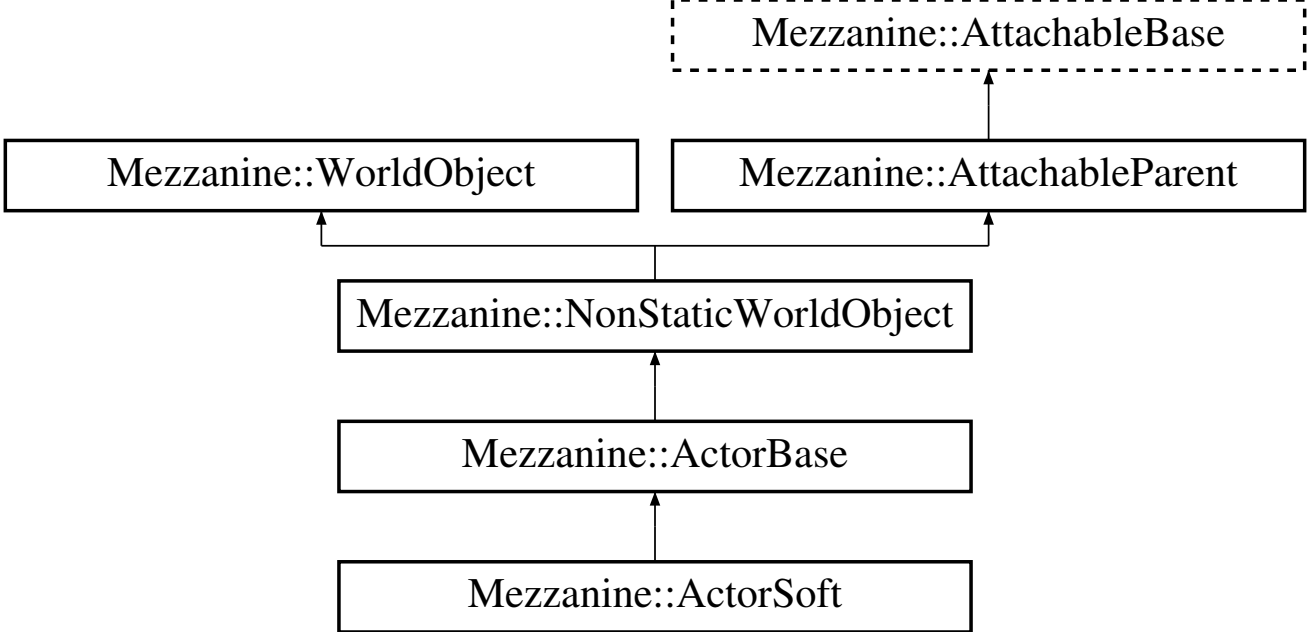 Mezzanine::AttachableBase
Mezzanine::WorldObject
Mezzanine::AttachableParent
Mezzanine::NonStaticWorldObject
Mezzanine::ActorBase
Mezzanine::ActorSoft